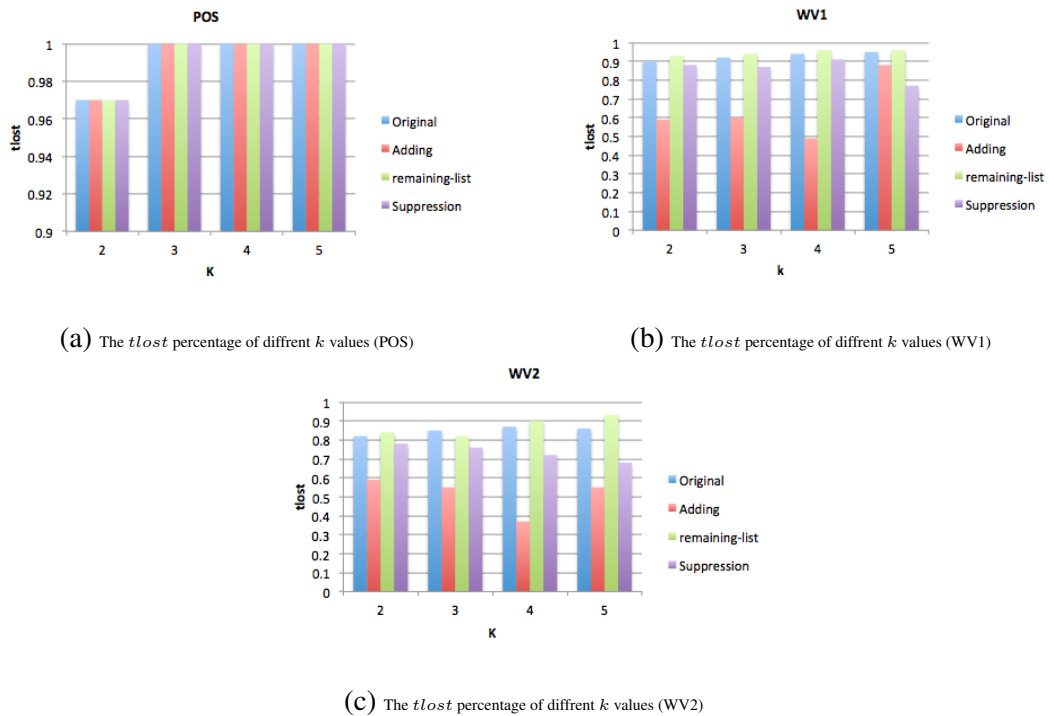 POS
1
0.98
0.96
0.94
0.92
0.9
tlost
2 3 4 5
K
Original
Adding
remaining-list
Suppression
(a) The tlost percentage of diffrent k values (POS)
WV1
1
0.9
0.8
0.7
0.6
0.5
0.4
0.3
0.2
0.1
0
tlost
2 3 4 5
k
Original
Adding
remaining-list
Suppression
(b) The tlost percentage of diffrent k values (WV1)
WV2
1
0.9
0.8
0.7
0.6
0.5
0.4
0.3
0.2
0.1
0
tlost
2 3 4 5
K
Original
Adding
remaining-list
Suppression
(c) The tlost percentage of diffrent k values (WV2)